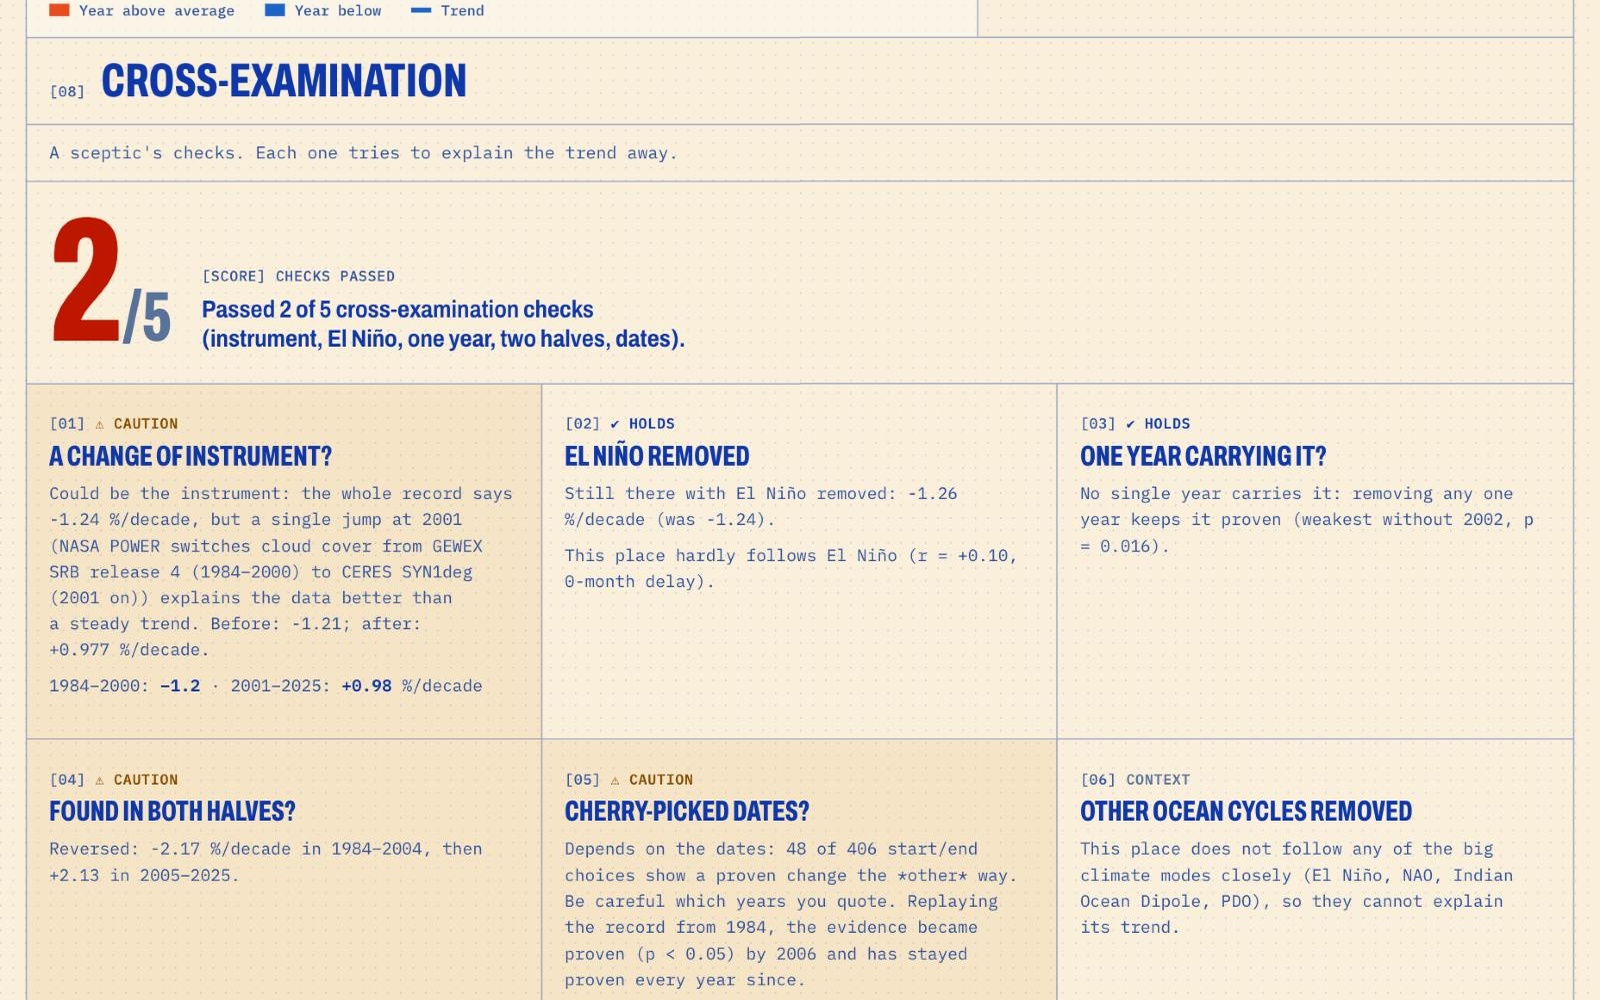 Year above average Year below Trend
[08] CROSS-EXAMINATION
A sceptic's checks. Each one tries to explain the trend away.
2/5
[SCORE] CHECKS PASSED
Passed 2 of 5 cross-examination checks
(instrument, El Niño, one year, two halves, dates).
[01] ⚠ CAUTION
A CHANGE OF INSTRUMENT?
Could be the instrument: the whole record says
-1.24 %/decade, but a single jump at 2001
(NASA POWER switches cloud cover from GEWEX
SRB release 4 (1984–2000) to CERES SYN1deg
(2001 on)) explains the data better than
a steady trend. Before: -1.21; after:
+0.977 %/decade.
1984–2000: −1.2 · 2001–2025: +0.98 %/decade
[02] ✔ HOLDS
EL NIÑO REMOVED
Still there with El Niño removed: -1.26
%/decade (was -1.24).
This place hardly follows El Niño (r = +0.10,
0-month delay).
[03] ✔ HOLDS
ONE YEAR CARRYING IT?
No single year carries it: removing any one
year keeps it proven (weakest without 2002, p
= 0.016).
[04] ⚠ CAUTION
FOUND IN BOTH HALVES?
Reversed: -2.17 %/decade in 1984–2004, then
+2.13 in 2005–2025.
[05] ⚠ CAUTION
CHERRY-PICKED DATES?
Depends on the dates: 48 of 406 start/end
choices show a proven change the *other* way.
Be careful which years you quote. Replaying
the record from 1984, the evidence became
proven (p < 0.05) by 2006 and has stayed
proven every year since.
[06] CONTEXT
OTHER OCEAN CYCLES REMOVED
This place does not follow any of the big
climate modes closely (El Niño, NAO, Indian
Ocean Dipole, PDO), so they cannot explain
its trend.